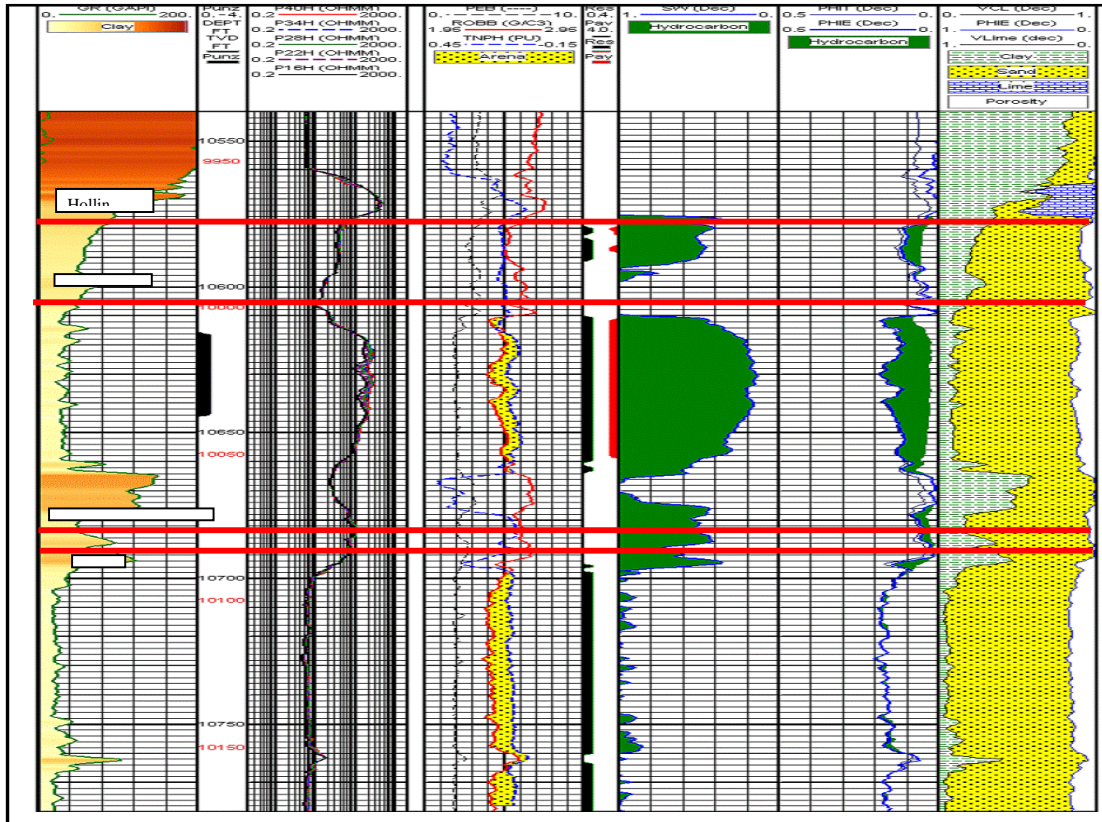 GR (GAPI)
0. 200.
Clay
Punz
0. -4.
DEPT
FT
TVD
FT
Punz
P40H (OHMM)
0.2 2000.
P34H (OHMM)
0.2 2000.
P28H (OHMM)
0.2 2000.
P22H (OHMM)
0.2 2000.
P16H (OHMM)
0.2 2000.
0. 10.
ROBB (G/C3)
1.95 2.95
TNPH (PU)
0.45 -0.15
Arena
Res
0.4.
Pay
4.0.
Res
Pay
SW (Dec)
1. 0.
Hydrocarbon
PHIT (Dec)
0.5 0.
PHIE (Dec)
0.5 0.
Hydrocarbon
VCL (Dec)
0. 1.
PHIE (Dec)
1. 0.
VLime (dec)
1. 0.
Clay
Sand
Lime
Porosity
10550
9950
Hollin
10600
10000
10650
10050
10700
10100
10750
10150